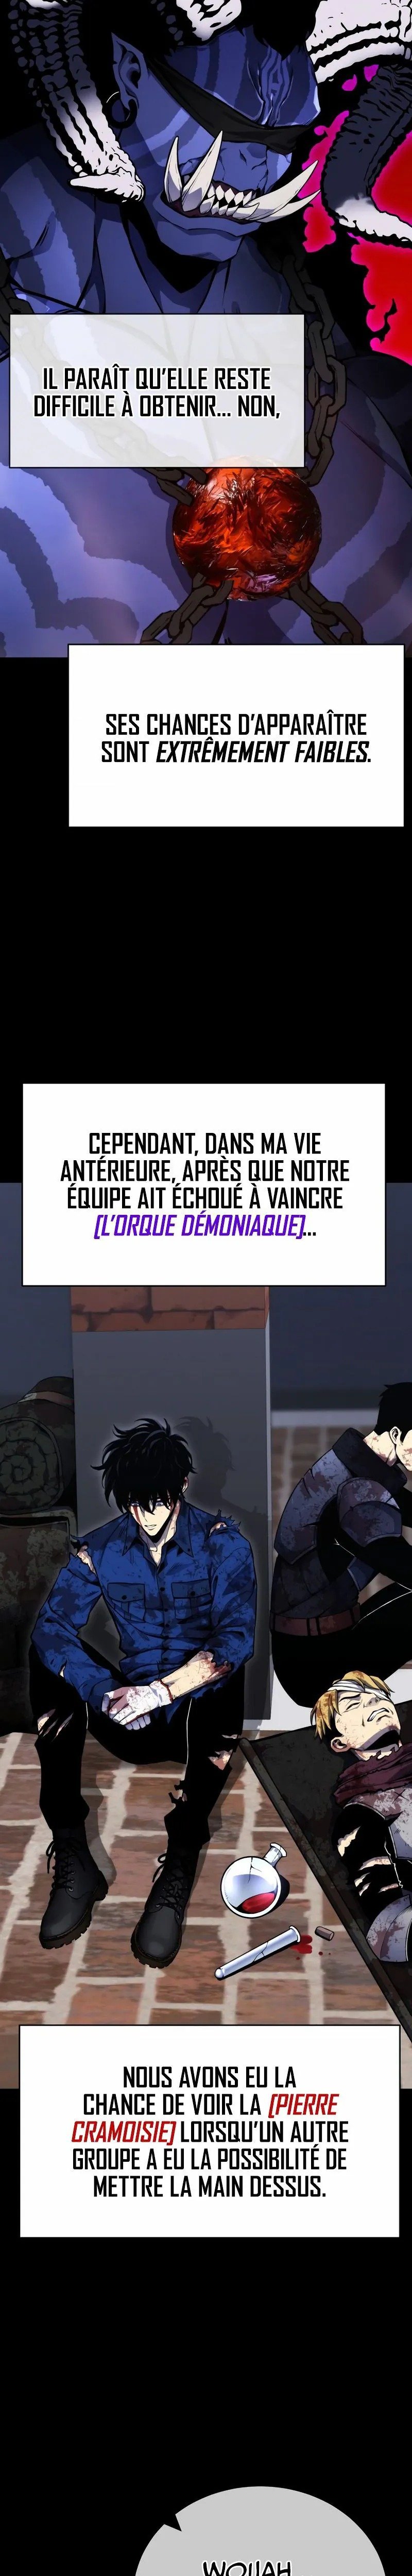 IL PARAÎT QU'ELLE RESTE
DIFFICILE À OBTENIR... NON,
SES CHANCES D'APPARAÎTRE
SONT EXTRÊMEMENT FAIBLES.
CEPENDANT, DANS MA VIE
ANTÉRIEURE, APRÈS QUE NOTRE
ÉQUIPE AIT ÉCHOUÉ À VAINCRE
[L'ORQUE DÉMONIAQUE]...
NOUS AVONS EU LA
CHANCE DE VOIR LA [PIERRE
CRAMOISIE] LORSQU'UN AUTRE
GROUPE A EU LA POSSIBILITÉ DE
METTRE LA MAIN DESSUS.
WOUAH